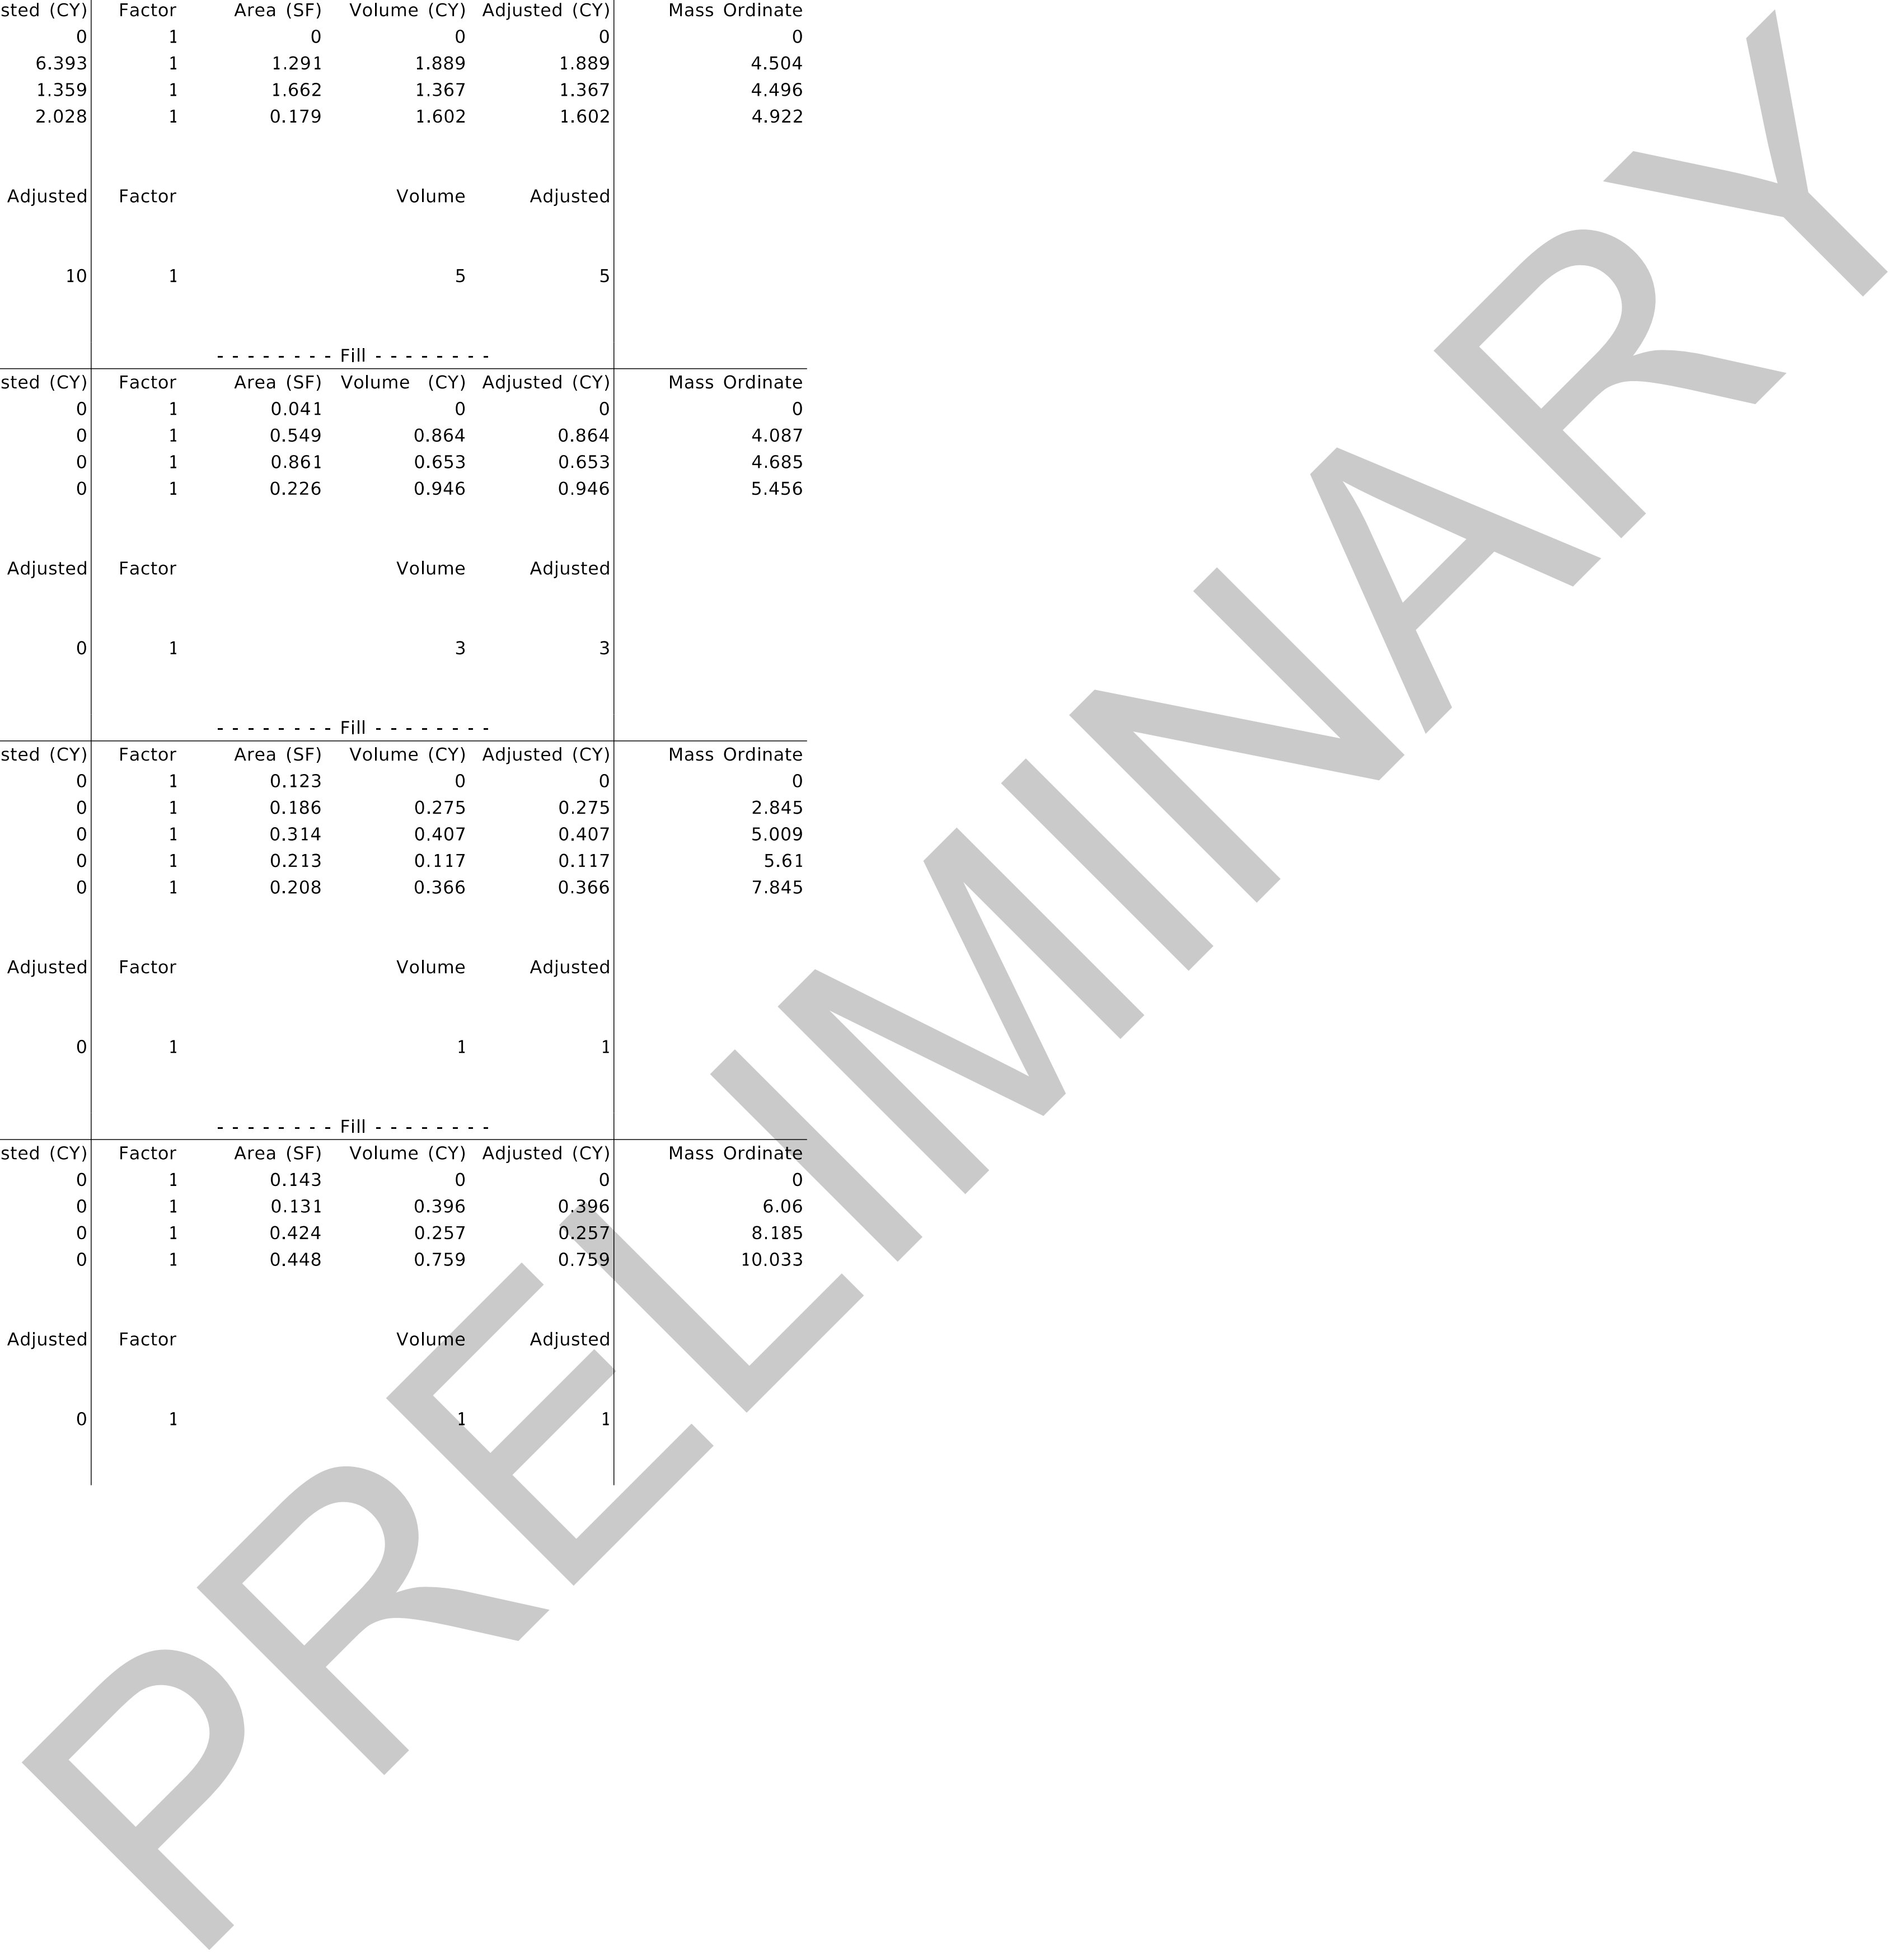 sted (CY) Factor Area (SF) Volume (CY) Adjusted (CY) Mass Ordinate
0 1 0 0 0 0
6.393 1 1.291 1.889 1.889 4.504
1.359 1 1.662 1.367 1.367 4.496
2.028 1 0.179 1.602 1.602 4.922
Adjusted Factor Volume Adjusted
10 1 5 5
- - - - - - - - Fill - - - - - - - -
sted (CY) Factor Area (SF) Volume (CY) Adjusted (CY) Mass Ordinate
0 1 0.041 0 0 0
0 1 0.549 0.864 0.864 4.087
0 1 0.861 0.653 0.653 4.685
0 1 0.226 0.946 0.946 5.456
Adjusted Factor Volume Adjusted
0 1 3 3
- - - - - - - - Fill - - - - - - - -
sted (CY) Factor Area (SF) Volume (CY) Adjusted (CY) Mass Ordinate
0 1 0.123 0 0 0
0 1 0.186 0.275 0.275 2.845
0 1 0.314 0.407 0.407 5.009
0 1 0.213 0.117 0.117 5.61
0 1 0.208 0.366 0.366 7.845
Adjusted Factor Volume Adjusted
0 1 1 1
- - - - - - - - Fill - - - - - - - -
sted (CY) Factor Area (SF) Volume (CY) Adjusted (CY) Mass Ordinate
0 1 0.143 0 0 0
0 1 0.131 0.396 0.396 6.06
0 1 0.424 0.257 0.257 8.185
0 1 0.448 0.759 0.759 10.033
Adjusted Factor Volume Adjusted
0 1 1 1
PRELIMINARY